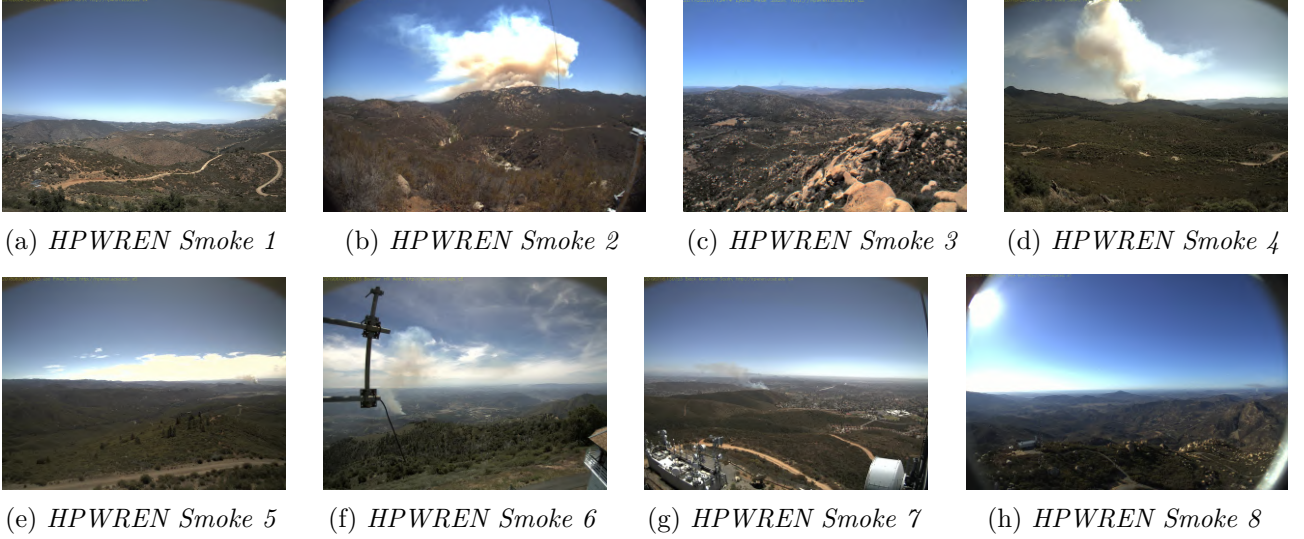 (a) HPWREN Smoke 1
(b) HPWREN Smoke 2
(c) HPWREN Smoke 3
(d) HPWREN Smoke 4
(e) HPWREN Smoke 5
(f) HPWREN Smoke 6
(g) HPWREN Smoke 7
(h) HPWREN Smoke 8